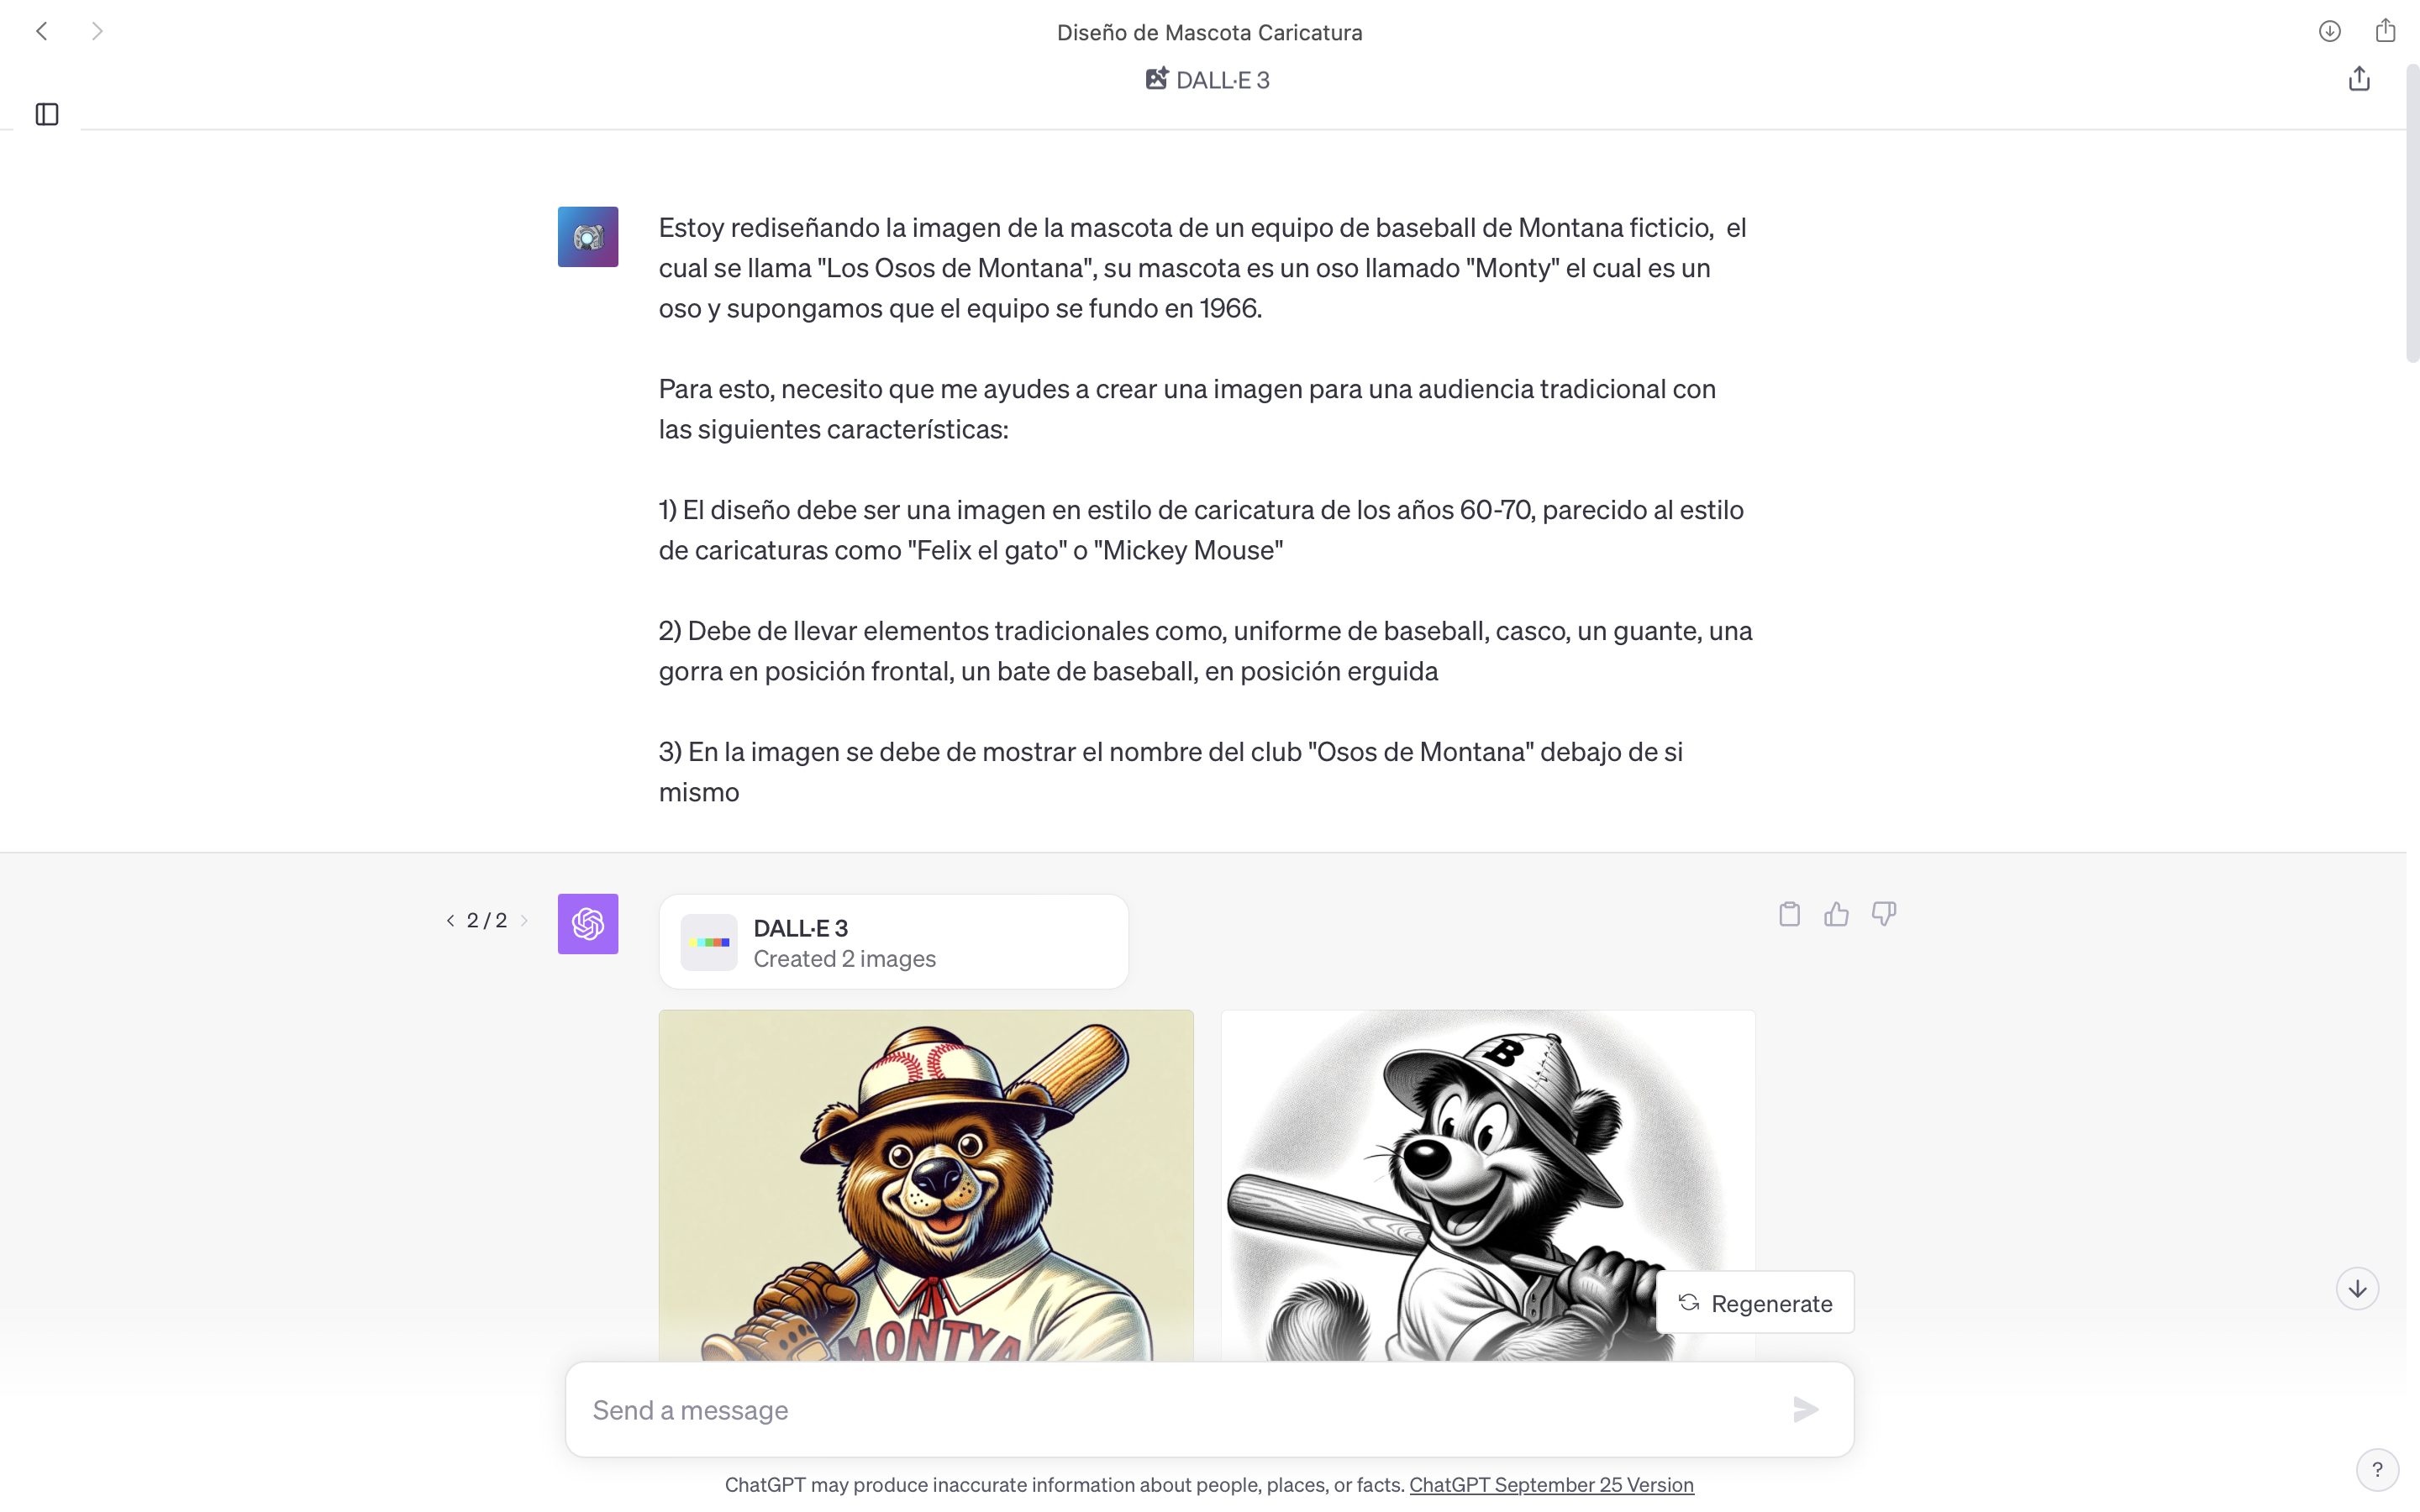 Diseño de Mascota Caricatura
DALL·E 3
Estoy rediseñando la imagen de la mascota de un equipo de baseball de Montana ficticio,  el
cual se llama "Los Osos de Montana", su mascota es un oso llamado "Monty" el cual es un
oso y supongamos que el equipo se fundo en 1966.
Para esto, necesito que me ayudes a crear una imagen para una audiencia tradicional con
las siguientes características:
1) El diseño debe ser una imagen en estilo de caricatura de los años 60-70, parecido al estilo
de caricaturas como "Felix el gato" o "Mickey Mouse"
2) Debe de llevar elementos tradicionales como, uniforme de baseball, casco, un guante, una
gorra en posición frontal, un bate de baseball, en posición erguida
3) En la imagen se debe de mostrar el nombre del club "Osos de Montana" debajo de si
mismo
2 / 2
DALL·E 3
Created 2 images
B
MONTYA
Regenerate
Send a message
ChatGPT may produce inaccurate information about people, places, or facts. ChatGPT September 25 Version
?